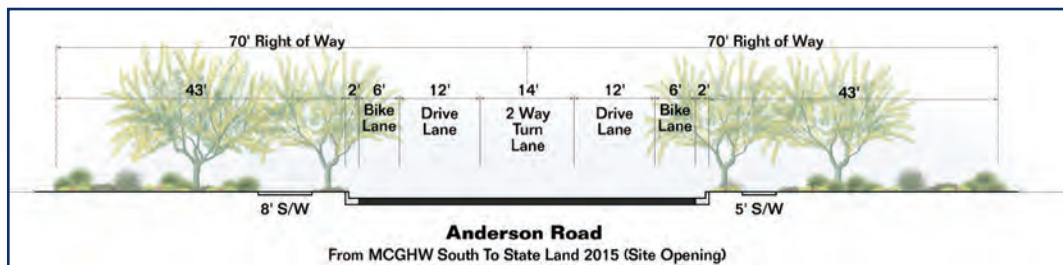 70' Right of Way 70' Right of Way
43' 2' 6' 12' 14' 12' 6' 2' 43'
Bike Lane
Drive Lane
2 Way Turn Lane
Drive Lane
Bike Lane
8' S/W 5' S/W
Anderson Road
From MCGHW South To State Land 2015 (Site Opening)